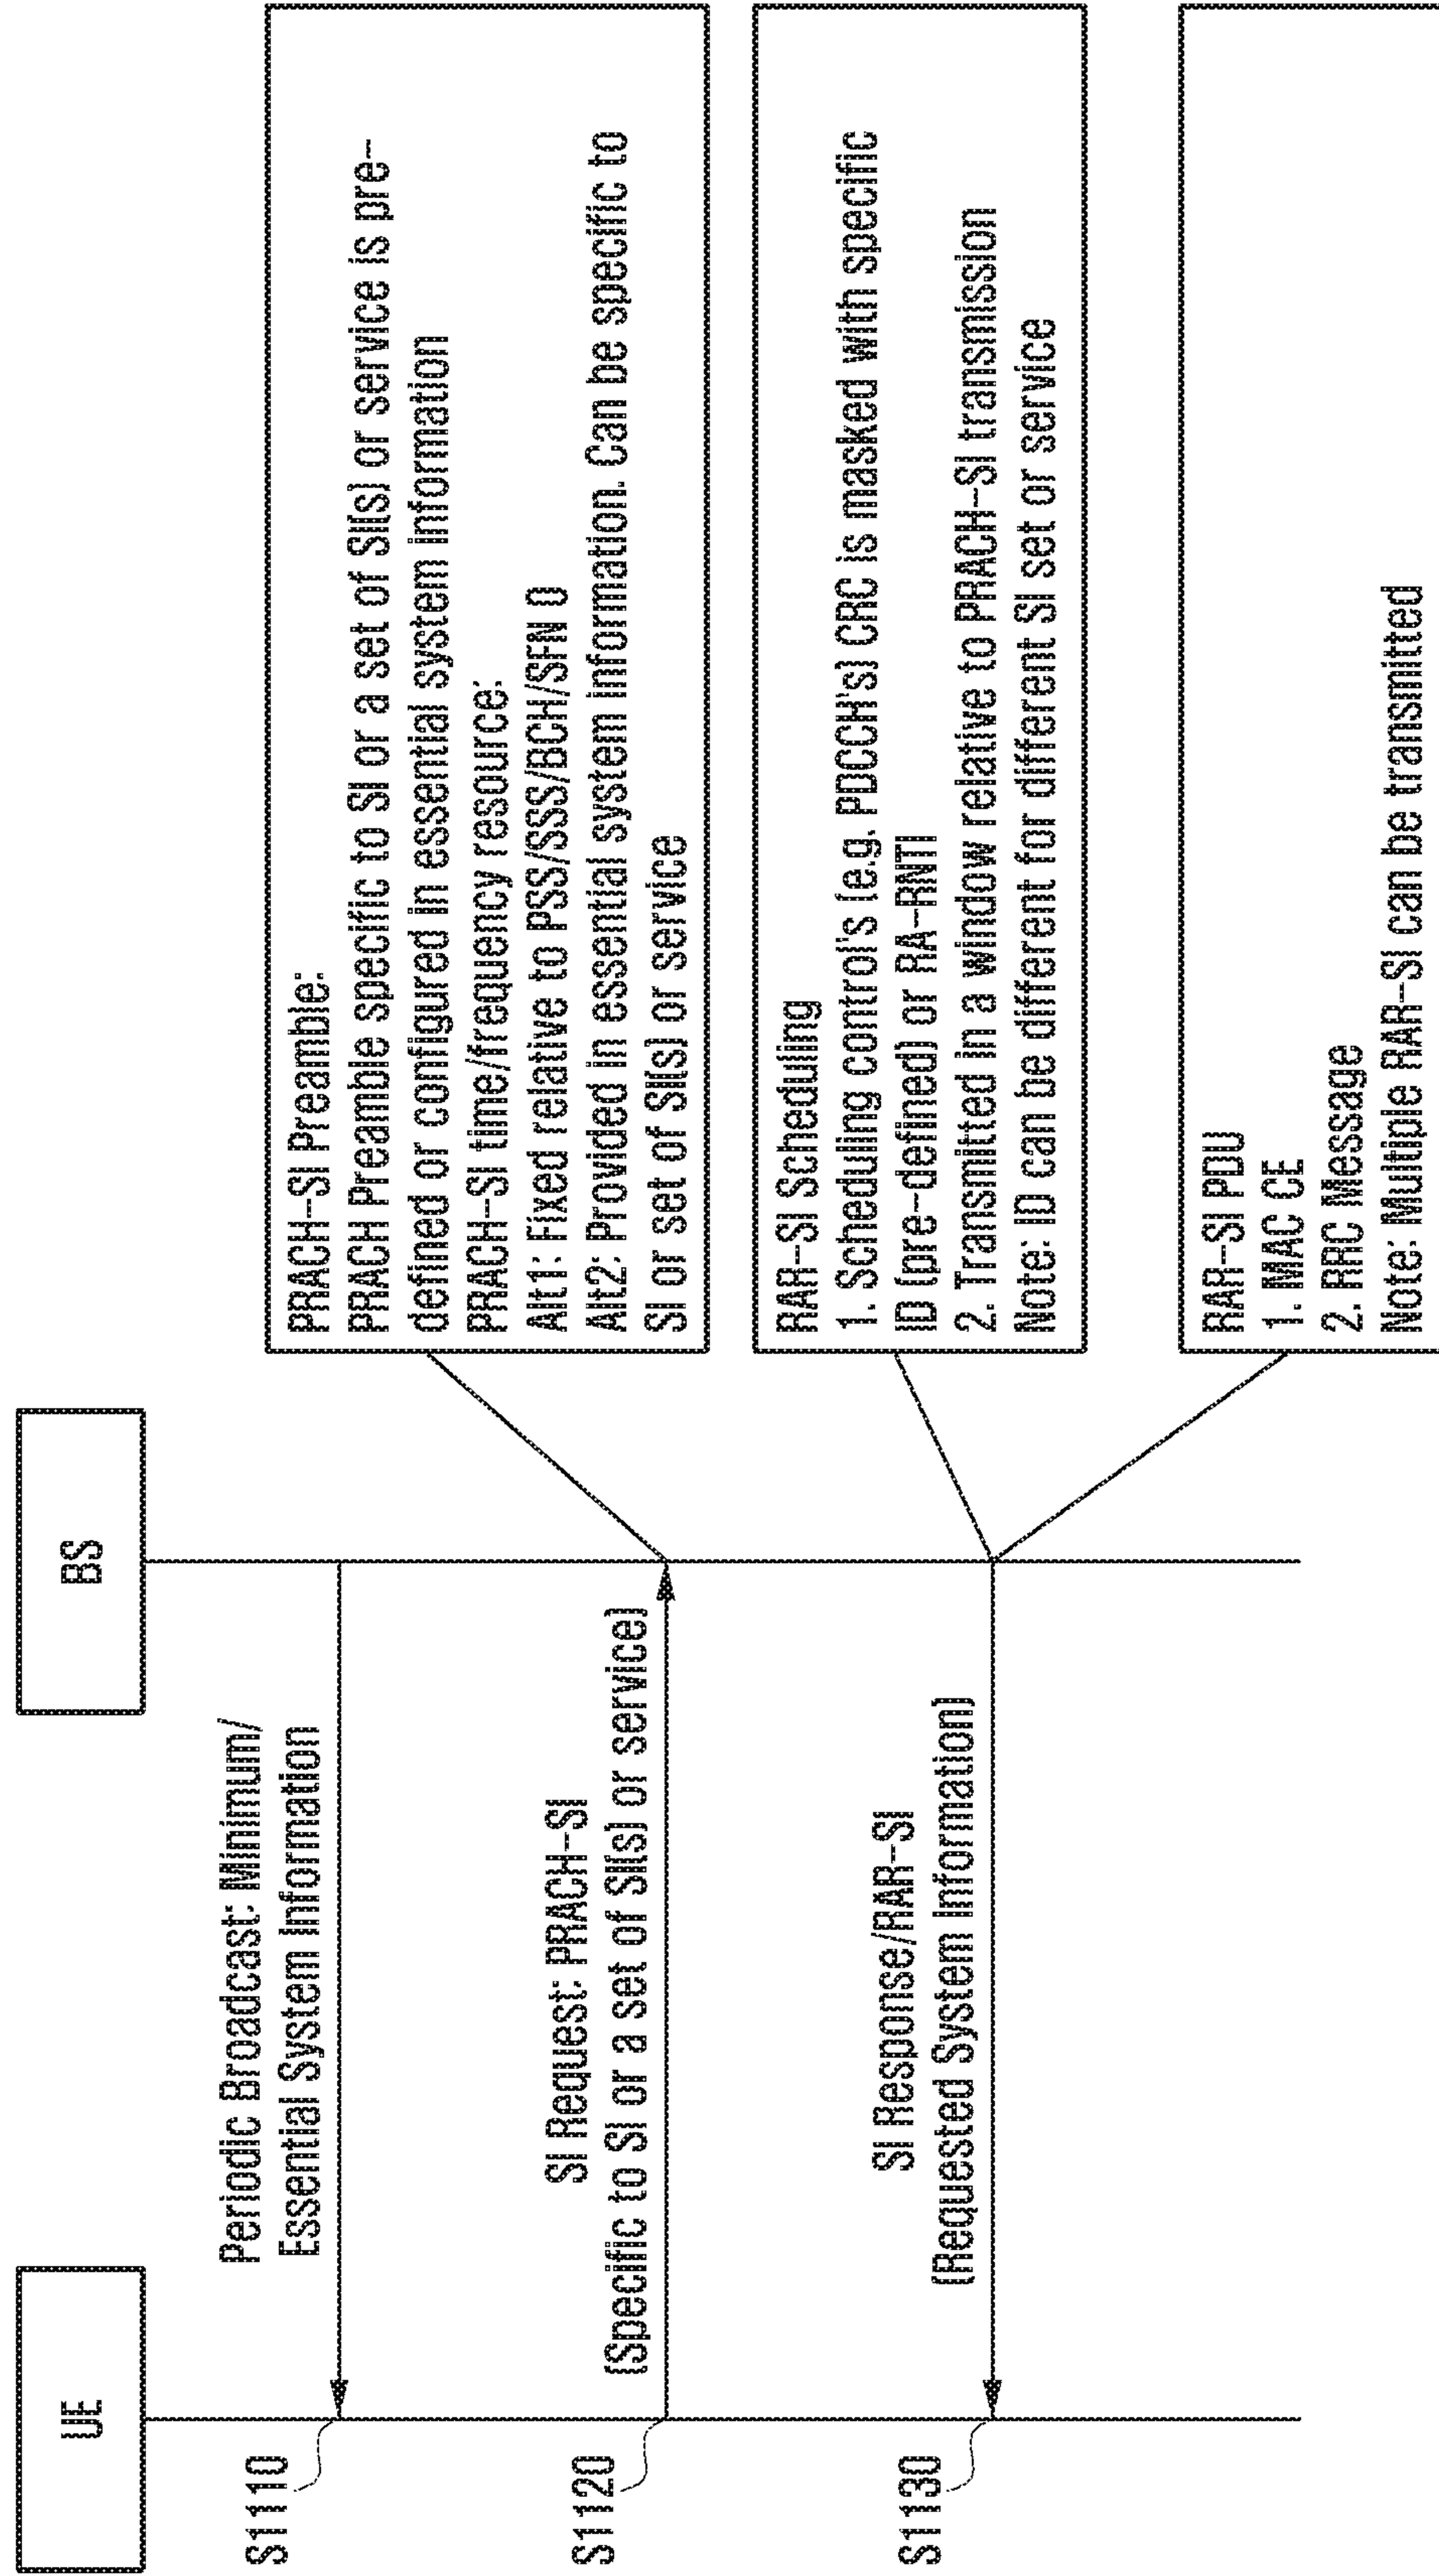 UE
BS
S1110
Periodic Broadcast: Minimum/
Essential System Information
S1120
SI Request: PRACH-SI
(Specific to SI or a set of SI(s) or service)
S1130
SI Response/RAR-SI
(Requested System Information)
PRACH-SI Preamble:
PRACH Preamble specific to SI or a set of SI(s) or service is pre-
defined or configured in essential system information
PRACH-SI time/frequency resource:
Alt1: Fixed relative to PSS/SSS/BCH/SFN 0
Alt2: Provided in essential system information. Can be specific to
SI or set of SI(s) or service
RAR-SI Scheduling
1. Scheduling control's (e.g. PDCCH's) CRC is masked with specific
ID (pre-defined) or RA-RNTI
2. Transmitted in a window relative to PRACH-SI transmission
Note: ID can be different for different SI set or service
RAR-SI PDU
1. MAC CE
2. RRC Message
Note: Multiple RAR-SI can be transmitted